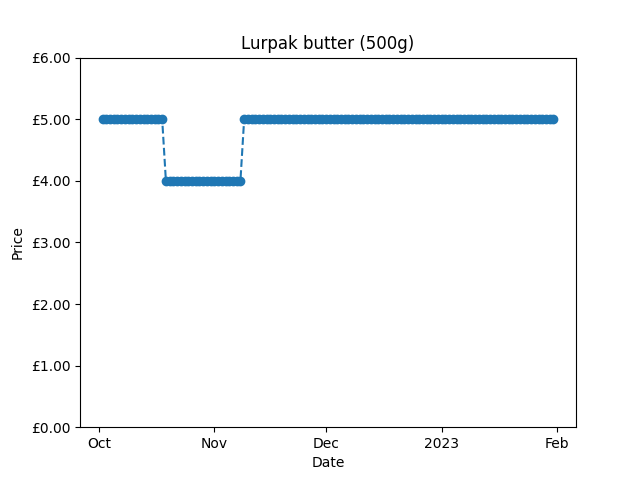 Lurpak butter (500g)
£6.00
£5.00
£4.00
£3.00
£2.00
£1.00
£0.00
Price
Oct Nov Dec 2023 Feb
Date